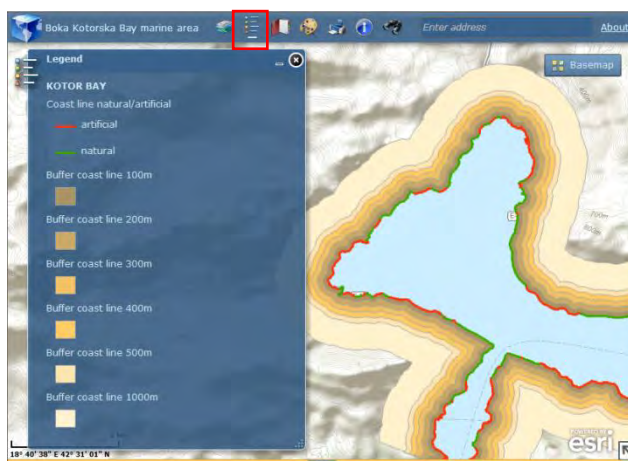 Boka Kotorska Bay marine area
Enter address
About
Legend
KOTOR BAY
Coast line natural/artificial
artificial
natural
Buffer coast line 100m
Buffer coast line 200m
Buffer coast line 300m
Buffer coast line 400m
Buffer coast line 500m
Buffer coast line 1000m
Basemap
POWERED BY
esri
18° 40' 38" E 42° 31' 01" N